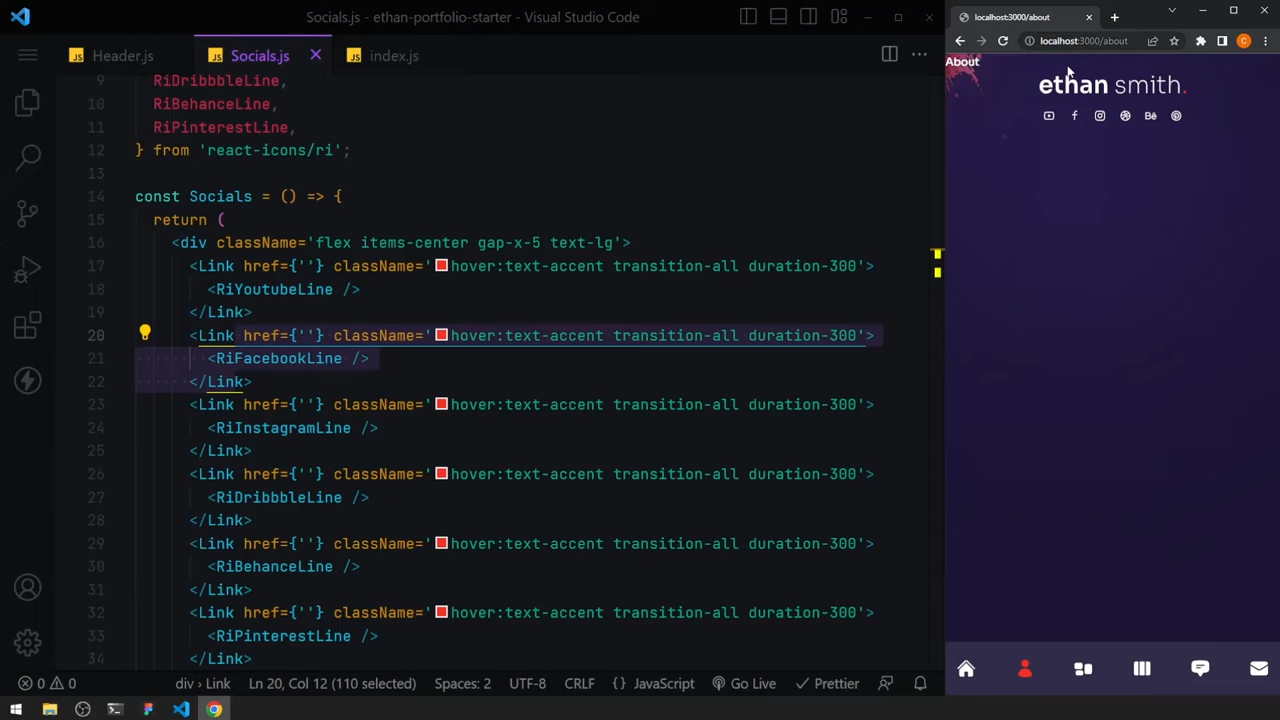 Socials.js - ethan-portfolio-starter - Visual Studio Code
Header.js
Socials.js
index.js
9 RiDribbbleLine,
10 RiBehanceLine,
11 RiPinterestLine,
12 } from 'react-icons/ri';
13
14 const Socials = () => {
15 return (
16 <div className='flex items-center gap-x-5 text-lg'>
17 <Link href={''} className='hover:text-accent transition-all duration-300'>
18 <RiYoutubeLine />
19 </Link>
20 <Link href={''} className='hover:text-accent transition-all duration-300'>
21 <RiFacebookLine />
22 </Link>
23 <Link href={''} className='hover:text-accent transition-all duration-300'>
24 <RiInstagramLine />
25 </Link>
26 <Link href={''} className='hover:text-accent transition-all duration-300'>
27 <RiDribbbleLine />
28 </Link>
29 <Link href={''} className='hover:text-accent transition-all duration-300'>
30 <RiBehanceLine />
31 </Link>
32 <Link href={''} className='hover:text-accent transition-all duration-300'>
33 <RiPinterestLine />
34 </Link>
0 0 div › Link Ln 20, Col 12 (110 selected) Spaces: 2 UTF-8 CRLF {} JavaScript Go Live Prettier
localhost:3000/about
localhost:3000/about
C
About
ethan smith.
Bē